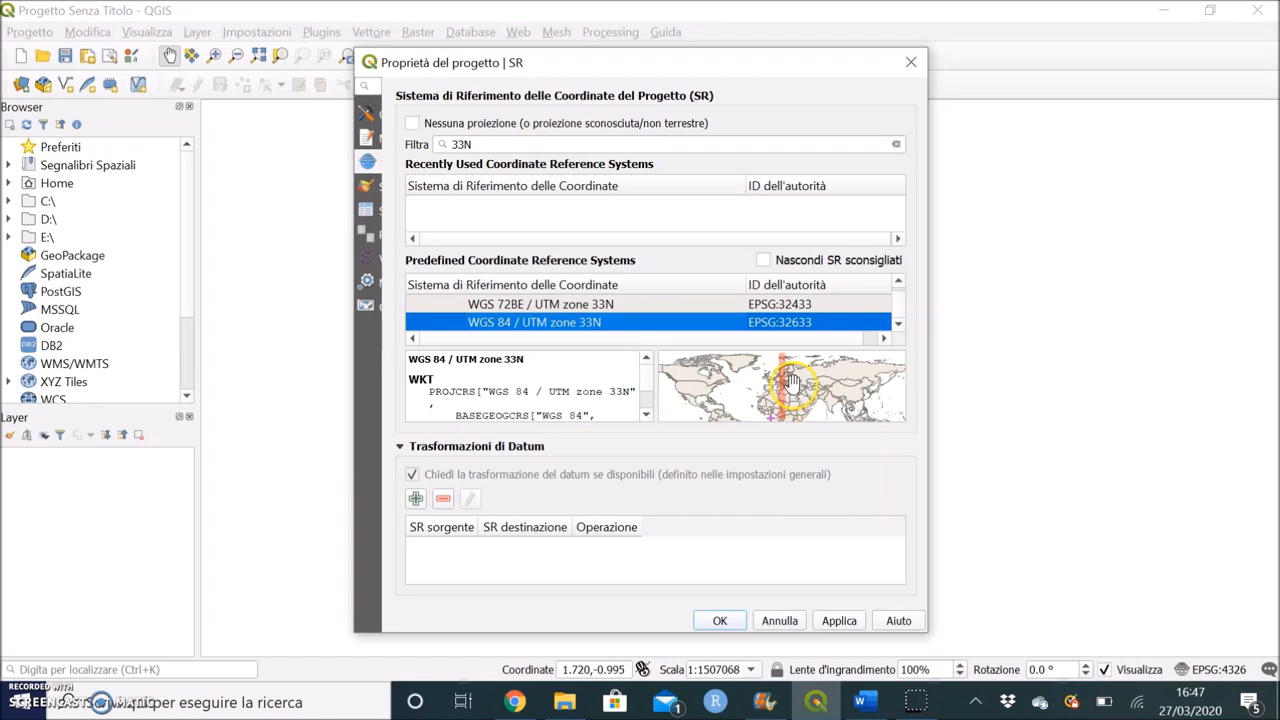 Progetto Senza Titolo - QGIS
Progetto Modifica Visualizza Layer Impostazioni Plugins Vettore Raster Database Web Mesh Processing Guida
Proprietà del progetto | SR
Browser
Preferiti
Segnalibri Spaziali
Home
C:\
D:\
E:\
GeoPackage
SpatiaLite
PostGIS
MSSQL
Oracle
DB2
WMS/WMTS
XYZ Tiles
WCS
Layer
Sistema di Riferimento delle Coordinate del Progetto (SR)
Nessuna proiezione (o proiezione sconosciuta/non terrestre)
Filtra 33N
Recently Used Coordinate Reference Systems
Sistema di Riferimento delle Coordinate ID dell'autorità
Predefined Coordinate Reference Systems Nascondi SR sconsigliati
Sistema di Riferimento delle Coordinate ID dell'autorità
WGS 72BE / UTM zone 33N EPSG:32433
WGS 84 / UTM zone 33N EPSG:32633
WGS 84 / UTM zone 33N
WKT
PROJCRS["WGS 84 / UTM zone 33N"
,
BASEGEOGCRS["WGS 84",
Trasformazioni di Datum
Chiedi la trasformazione del datum se disponibili (definito nelle impostazioni generali)
SR sorgente SR destinazione Operazione
OK Annulla Applica Aiuto
Digita per localizzare (Ctrl+K) Coordinate 1.720,-0.995 Scala 1:1507068 Lente d'ingrandimento 100% Rotazione 0.0 ° Visualizza EPSG:4326
RECORDED WITH
SCREENCAST-O-MATIC
per eseguire la ricerca
1
W
R
16:47
27/03/2020
5